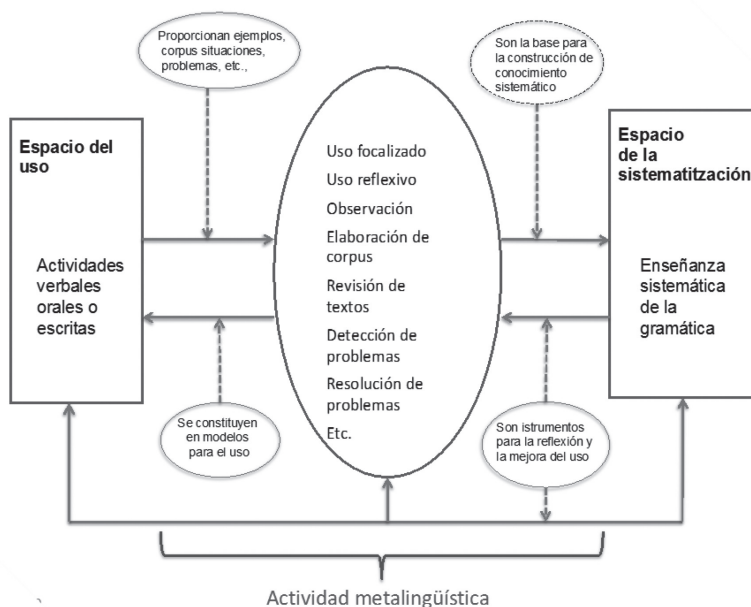 Proporcionan ejemplos,
corpus situaciones,
problemas, etc.,
Son la base para
la construcción de
conocimiento
sistemático
Espacio del
uso
Actividades
verbales
orales o
escritas
Uso focalizado
Uso reflexivo
Observación
Elaboración de
corpus
Revisión de
textos
Detección de
problemas
Resolución de
problemas
Etc.
Espacio
de la
sistematitzación
Enseñanza
sistemática
de la
gramática
Se constituyen
en modelos
para el uso
Son istrumentos
para la reflexión y
la mejora del uso
Actividad metalingüística